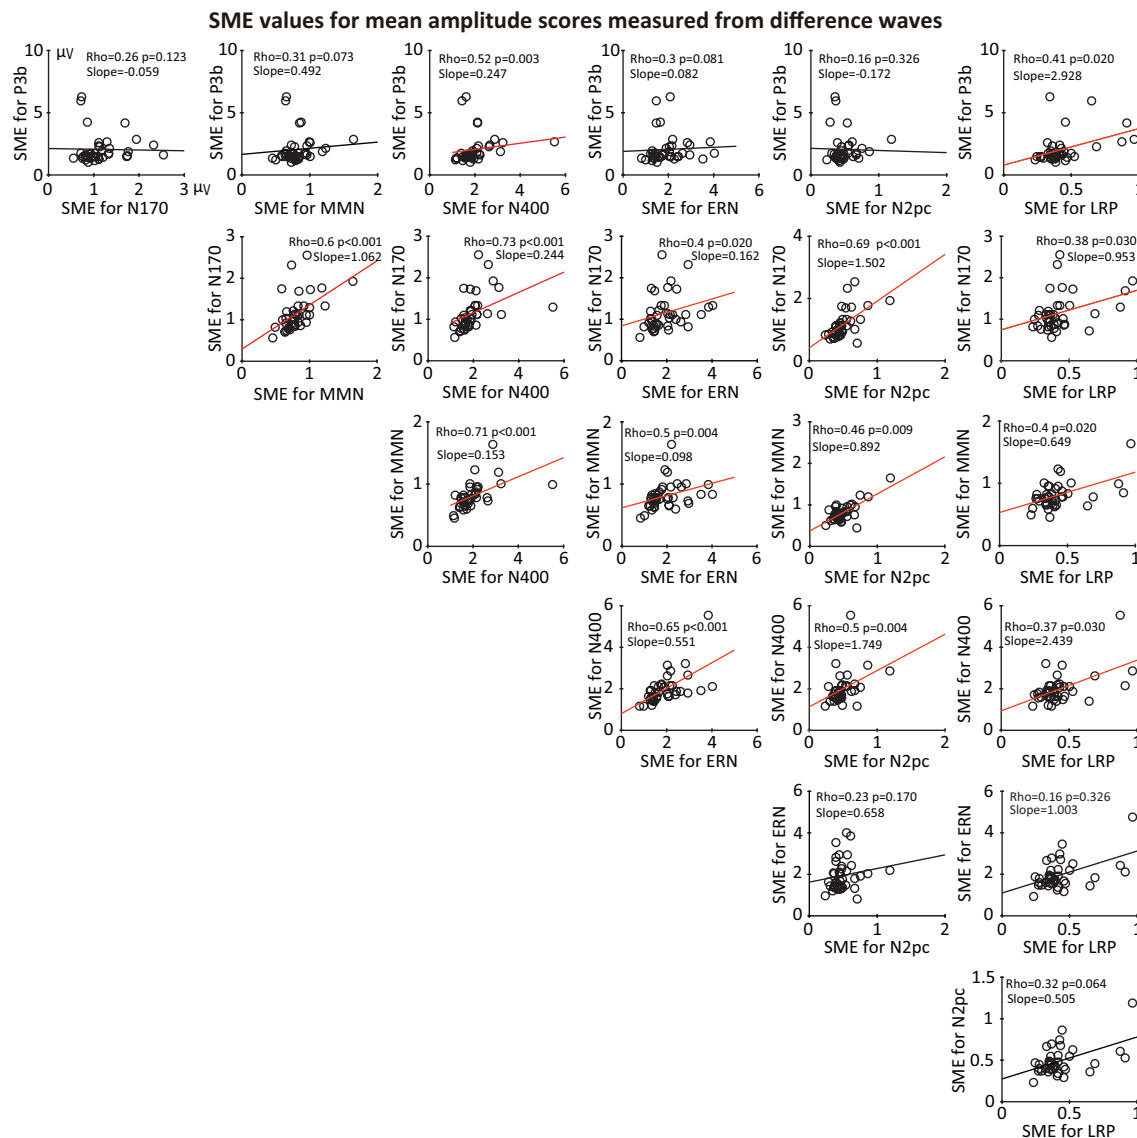 SME values for mean amplitude scores measured from difference waves
SME for P3b
10
5
0
μv
Rho=0.26 p=0.123
Slope=-0.059
0 1 2 3 μv
SME for N170
SME for P3b
10
5
0
Rho=0.31 p=0.073
Slope=0.492
0 1 2
SME for MMN
SME for P3b
10
5
0
Rho=0.52 p=0.003
Slope=0.247
0 2 4 6
SME for N400
SME for P3b
10
5
0
Rho=0.3 p=0.081
Slope=0.082
0 2 4 6
SME for ERN
SME for P3b
10
5
0
Rho=0.16 p=0.326
Slope=-0.172
0 1 2
SME for N2pc
SME for P3b
10
5
0
Rho=0.41 p=0.020
Slope=2.928
0 0.5 1
SME for LRP
SME for N170
3
2
1
0
Rho=0.6 p<0.001
Slope=1.062
0 1 2
SME for MMN
SME for N170
3
2
1
0
Rho=0.73 p<0.001
Slope=0.244
0 2 4 6
SME for N400
SME for N170
3
2
1
0
Rho=0.4 p=0.020
Slope=0.162
0 2 4 6
SME for ERN
SME for N170
4
2
0
Rho=0.69 p<0.001
Slope=1.502
0 1 2
SME for N2pc
SME for N170
3
2
1
0
Rho=0.38 p=0.030
Slope=0.953
0 0.5 1
SME for LRP
SME for MMN
2
1
0
Rho=0.71 p<0.001
Slope=0.153
0 2 4 6
SME for N400
SME for MMN
2
1
0
Rho=0.5 p=0.004
Slope=0.098
0 2 4 6
SME for ERN
SME for MMN
3
2
1
0
Rho=0.46 p=0.009
Slope=0.892
0 1 2
SME for N2pc
SME for MMN
2
1
0
Rho=0.4 p=0.020
Slope=0.649
0 0.5 1
SME for LRP
SME for N400
6
4
2
0
Rho=0.65 p<0.001
Slope=0.551
0 2 4 6
SME for ERN
SME for N400
6
4
2
0
Rho=0.5 p=0.004
Slope=1.749
0 1 2
SME for N2pc
SME for N400
6
4
2
0
Rho=0.37 p=0.030
Slope=2.439
0 0.5 1
SME for LRP
SME for ERN
6
4
2
0
Rho=0.23 p=0.170
Slope=0.658
0 1 2
SME for N2pc
SME for ERN
6
4
2
0
Rho=0.16 p=0.326
Slope=1.003
0 0.5 1
SME for LRP
SME for N2pc
1.5
1
0.5
0
Rho=0.32 p=0.064
Slope=0.505
0 0.5 1
SME for LRP